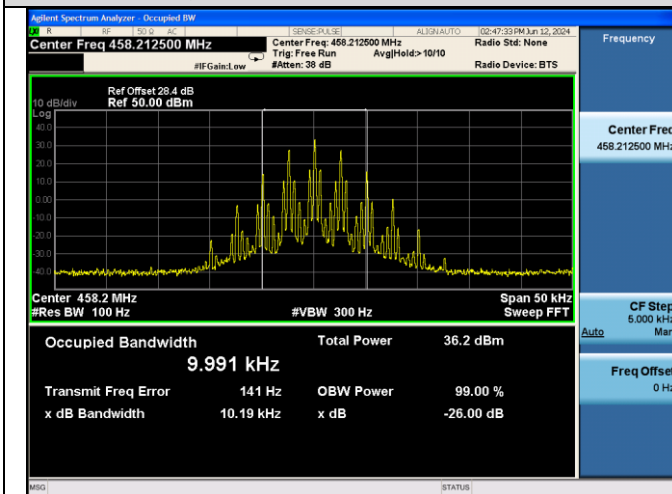 Agilent Spectrum Analyzer - Occupied BW
R RF 50 Ω AC SENSE:PULSE ALIGN AUTO 02:47:33 PM Jun 12, 2024
Center Freq 458.212500 MHz
Center Freq: 458.212500 MHz Radio Std: None
Trig: Free Run Avg|Hold:> 10/10
#IFGain:Low #Atten: 38 dB Radio Device: BTS
Ref Offset 28.4 dB
10 dB/div Ref 50.00 dBm
Log
40.0
30.0
20.0
10.0
0.00
-10.0
-20.0
-30.0
-40.0
Center 458.2 MHz Span 50 kHz
#Res BW 100 Hz #VBW 300 Hz Sweep FFT
Occupied Bandwidth Total Power 36.2 dBm
9.991 kHz
Transmit Freq Error 141 Hz OBW Power 99.00 %
x dB Bandwidth 10.19 kHz x dB -26.00 dB
MSG STATUS
Frequency
Center Freq
458.212500 MHz
CF Step
5.000 kHz
Auto Man
Freq Offset
0 Hz